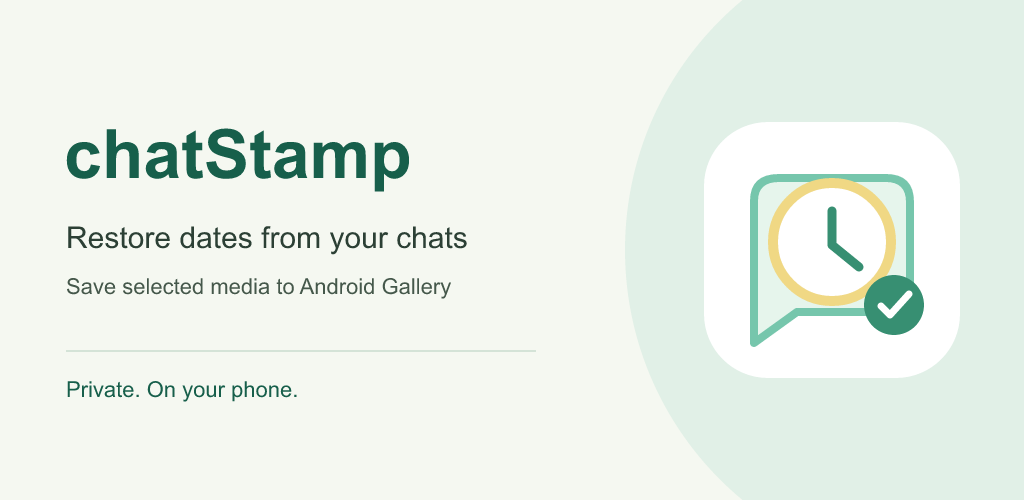 chatStamp
Restore dates from your chats
Save selected media to Android Gallery
Private. On your phone.